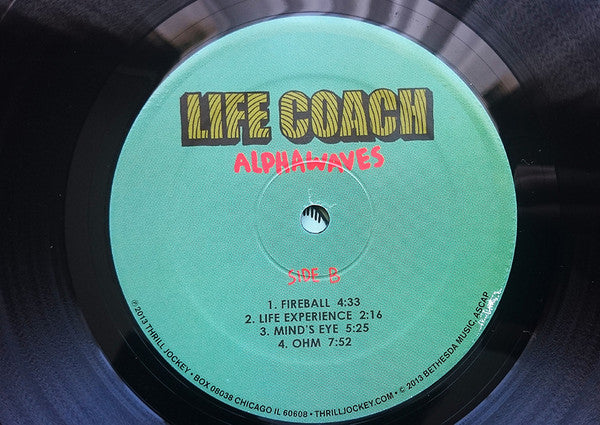 LIFE COACH
ALPHAWAVES
SIDE B
1. FIREBALL 4:33
2. LIFE EXPERIENCE 2:16
3. MIND'S EYE 5:25
4. OHM 7:52
℗ 2013 THRILL JOCKEY • BOX 08038 CHICAGO IL 60608 • THRILLJOCKEY.COM • © 2013 BETHESDA MUSIC, ASCAP